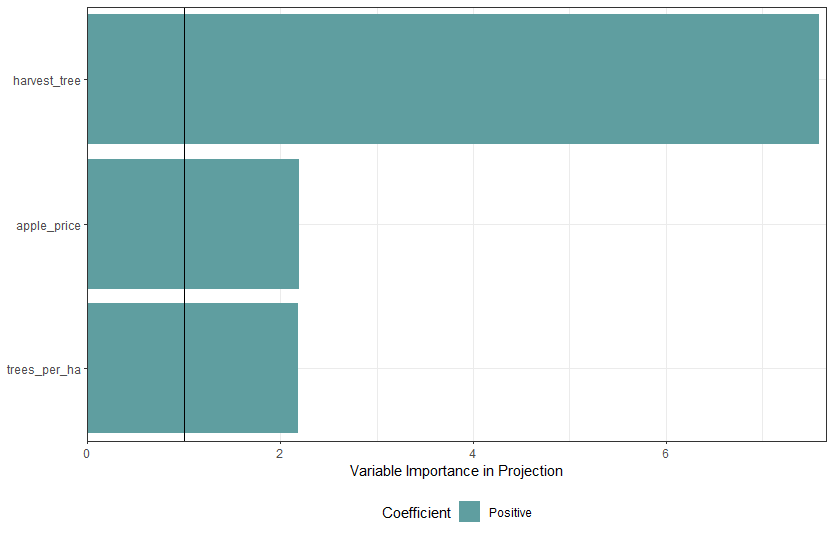 harvest_tree
apple_price
trees_per_ha
0 2 4 6
Variable Importance in Projection
Coefficient Positive